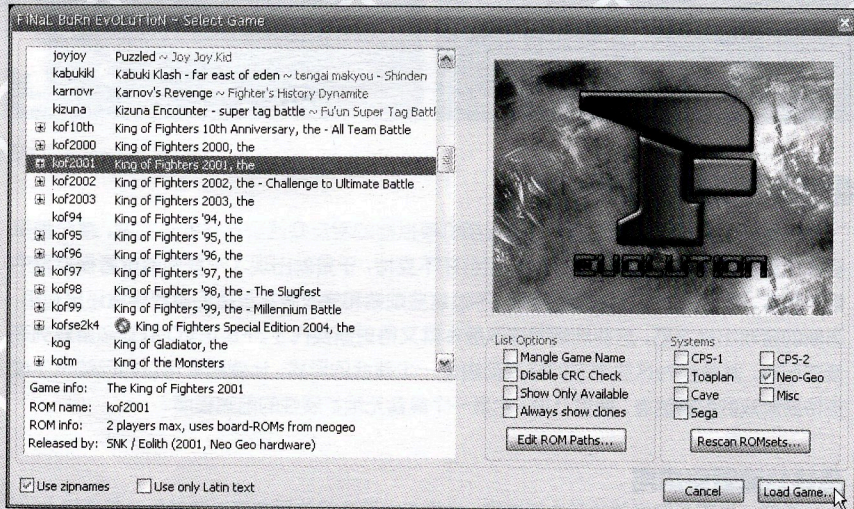 FiNaL BuRn EvOLuTioN ~ Select Game
joyjoy Puzzled ~ Joy Joy Kid
kabukikl Kabuki Klash - far east of eden ~ tengai makyou - Shinden
karnovr Karnov's Revenge ~ Fighter's History Dynamite
kizuna Kizuna Encounter - super tag battle ~ Fu'un Super Tag Battl
kof10th King of Fighters 10th Anniversary, the - All Team Battle
kof2000 King of Fighters 2000, the
kof2001 King of Fighters 2001, the
kof2002 King of Fighters 2002, the - Challenge to Ultimate Battle
kof2003 King of Fighters 2003, the
kof94 King of Fighters '94, the
kof95 King of Fighters '95, the
kof96 King of Fighters '96, the
kof97 King of Fighters '97, the
kof98 King of Fighters '98, the - The Slugfest
kof99 King of Fighters '99, the - Millennium Battle
kofse2k4 King of Fighters Special Edition 2004, the
kog King of Gladiator, the
kotm King of the Monsters
Game info: The King of Fighters 2001
ROM name: kof2001
ROM info: 2 players max, uses board-ROMs from neogeo
Released by: SNK / Eolith (2001, Neo Geo hardware)
Use zipnames Use only Latin text
EVOLUTION
List Options
Mangle Game Name
Disable CRC Check
Show Only Available
Always show clones
Edit ROM Paths...
Systems
CPS-1 CPS-2
Toaplan Neo-Geo
Cave Misc
Sega
Rescan ROMsets...
Cancel Load Game...